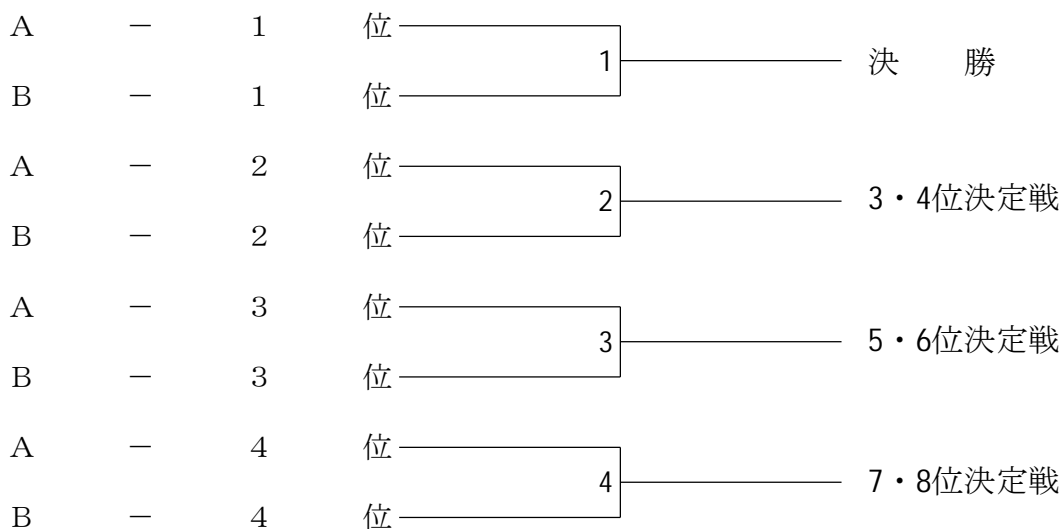 A － 1 位
1 決 勝
B － 1 位
A － 2 位
2 3・4位決定戦
B － 2 位
A － 3 位
3 5・6位決定戦
B － 3 位
A － 4 位
4 7・8位決定戦
B － 4 位